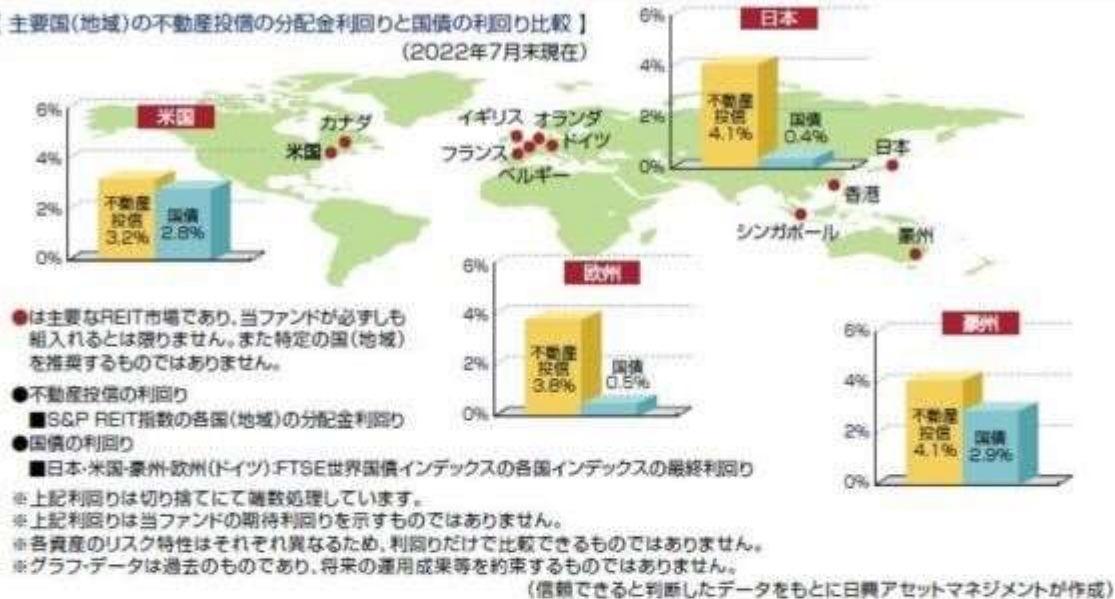 【主要国(地域)の不動産投信の分配金利回りと国債の利回り比較】
(2022年7月末現在)
米国
6%
4%
2%
0%
不動産
投信
3.2%
国債
2.8%
日本
6%
4%
2%
0%
不動産
投信
4.1%
国債
0.4%
カナダ
米国
イギリス
オランダ
フランス
ドイツ
ベルギー
日本
香港
シンガポール
豪州
欧州
6%
4%
2%
0%
不動産
投信
3.8%
国債
0.5%
豪州
6%
4%
2%
0%
不動産
投信
4.1%
国債
2.9%
●は主要なREIT市場であり、当ファンドが必ずしも
組入れるとは限りません。また特定の国(地域)
を推奨するものではありません。
●不動産投信の利回り
■S&P REIT指数の各国(地域)の分配金利回り
●国債の利回り
■日本・米国・豪州・欧州(ドイツ):FTSE世界国債インデックスの各国インデックスの最終利回り
※上記利回りは切り捨てにて端数処理しています。
※上記利回りは当ファンドの期待利回りを示すものではありません。
※各資産のリスク特性はそれぞれ異なるため、利回りだけで比較できるものではありません。
※グラフ・データは過去のものであり、将来の運用成果等を約束するものではありません。
(信頼できると判断したデータをもとに日興アセットマネジメントが作成)